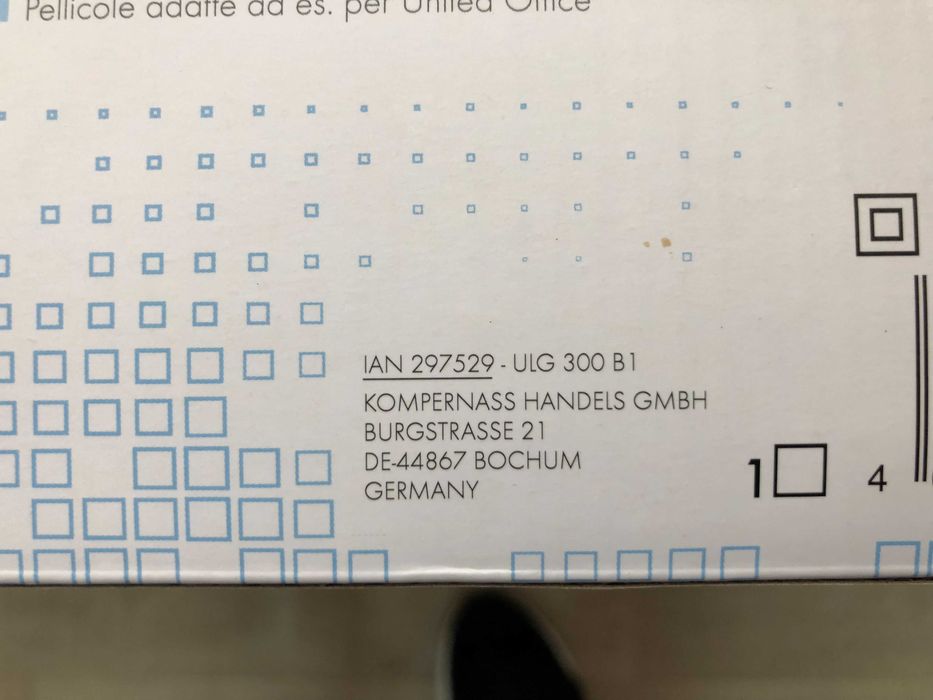 Pellicole adatte ad es. per United Office
IAN 297529 - ULG 300 B1
KOMPERNASS HANDELS GMBH
BURGSTRASSE 21
DE-44867 BOCHUM
GERMANY
1
4